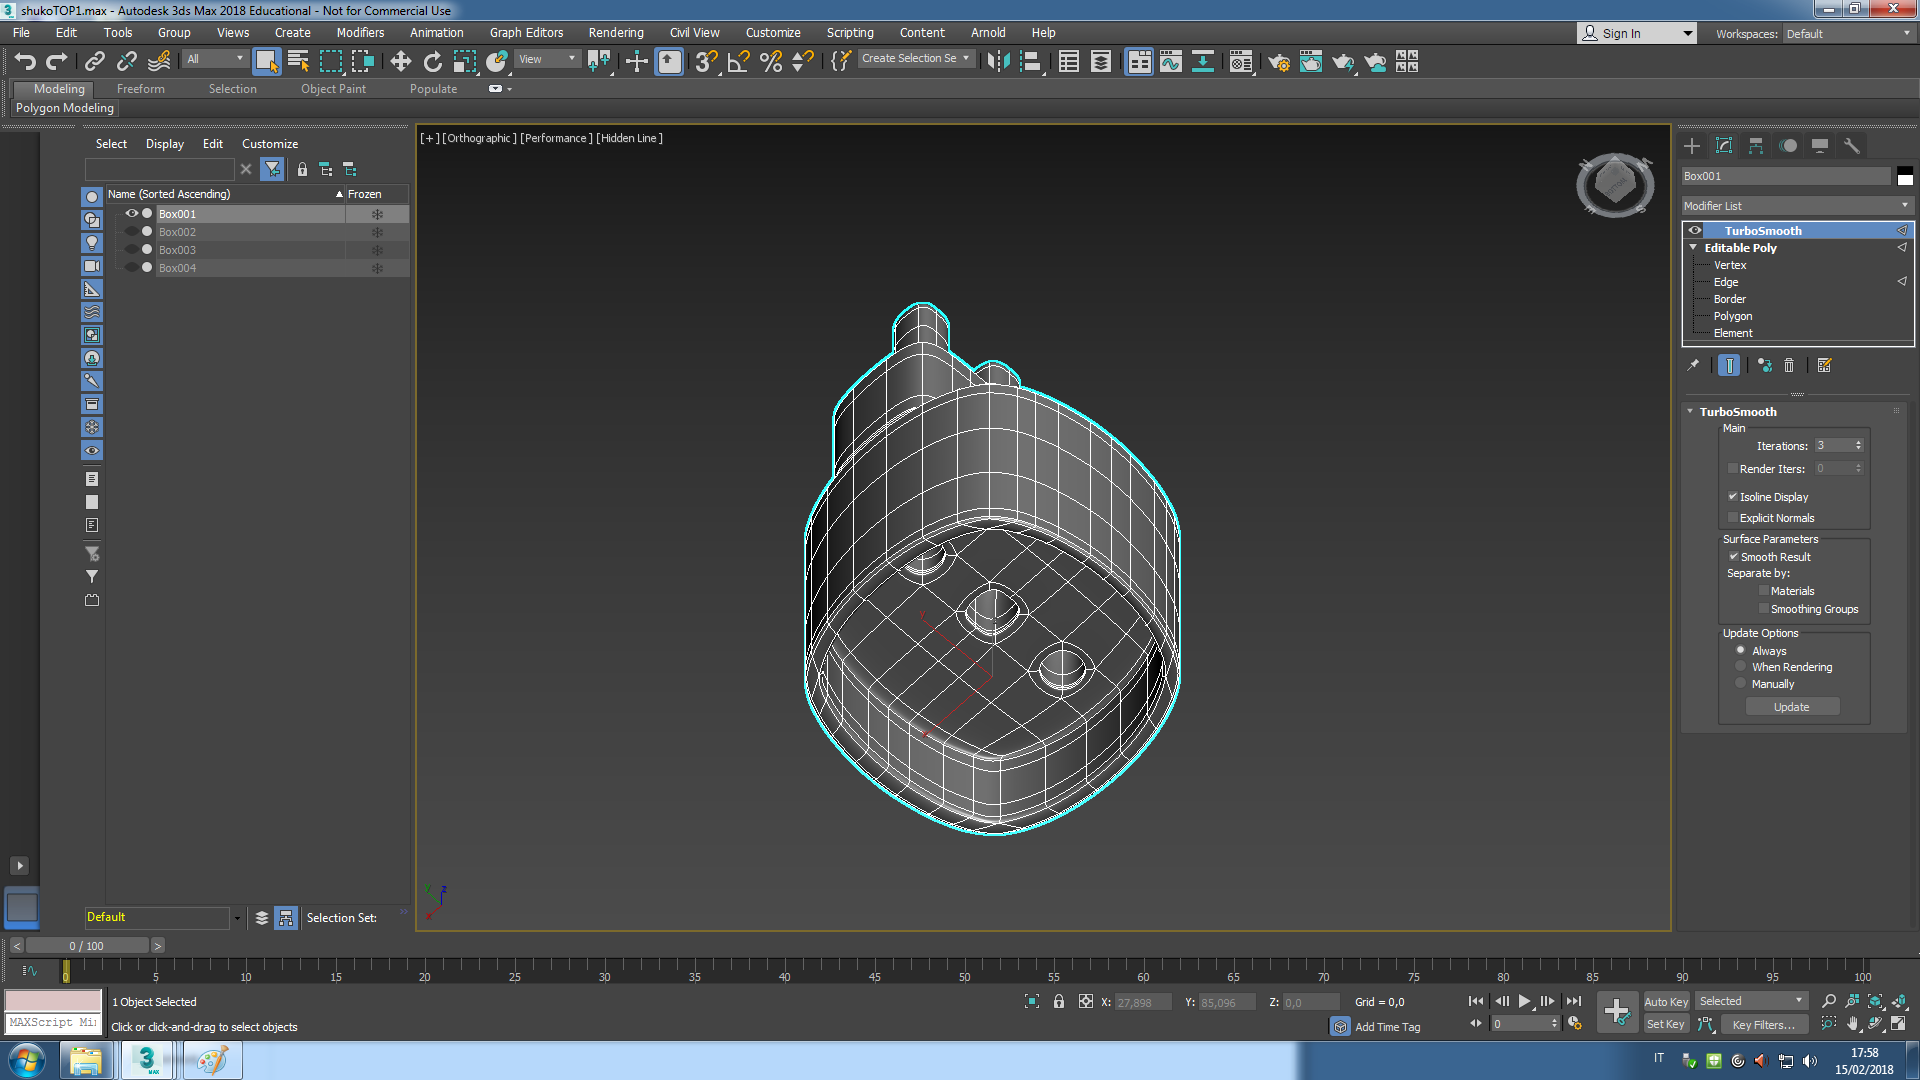 shukoTOP1.max - Autodesk 3ds Max 2018 Educational - Not for Commercial Use
File Edit Tools Group Views Create Modifiers Animation Graph Editors Rendering Civil View Customize Scripting Content Arnold Help
Sign In Workspaces: Default
All View Create Selection Se
Modeling Freeform Selection Object Paint Populate
Polygon Modeling
Select Display Edit Customize
Name (Sorted Ascending) Frozen
Box001
Box002
Box003
Box004
[+] [Orthographic] [Performance] [Hidden Line]
Box001
Modifier List
TurboSmooth
Editable Poly
Vertex
Edge
Border
Polygon
Element
TurboSmooth
Main
Iterations: 3
Render Iters: 0
Isoline Display
Explicit Normals
Surface Parameters
Smooth Result
Separate by:
Materials
Smoothing Groups
Update Options
Always
When Rendering
Manually
Update
Default Selection Set:
< 0 / 100 >
0 5 10 15 20 25 30 35 40 45 50 55 60 65 70 75 80 85 90 95 100
1 Object Selected X: 27,898 Y: 85,096 Z: 0,0 Grid = 0,0 Auto Key Selected
MAXScript Mi Click or click-and-drag to select objects Add Time Tag 0 Set Key Key Filters...
IT 17:58
15/02/2018